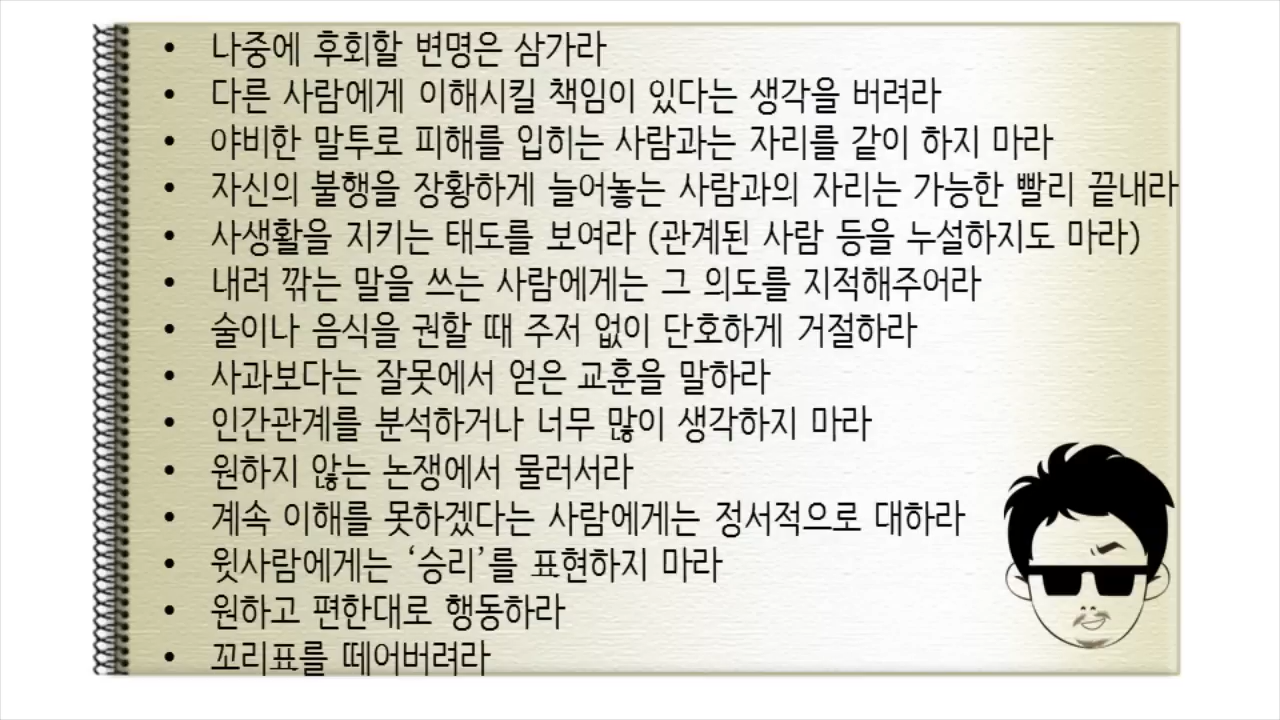 • 나중에 후회할 변명은 삼가라
• 다른 사람에게 이해시킬 책임이 있다는 생각을 버려라
• 야비한 말투로 피해를 입히는 사람과는 자리를 같이 하지 마라
• 자신의 불행을 장황하게 늘어놓는 사람과의 자리는 가능한 빨리 끝내라
• 사생활을 지키는 태도를 보여라 (관계된 사람 등을 누설하지도 마라)
• 내려 깎는 말을 쓰는 사람에게는 그 의도를 지적해주어라
• 술이나 음식을 권할 때 주저 없이 단호하게 거절하라
• 사과보다는 잘못에서 얻은 교훈을 말하라
• 인간관계를 분석하거나 너무 많이 생각하지 마라
• 원하지 않는 논쟁에서 물러서라
• 계속 이해를 못하겠다는 사람에게는 정서적으로 대하라
• 윗사람에게는 ‘승리’를 표현하지 마라
• 원하고 편한대로 행동하라
• 꼬리표를 떼어버려라